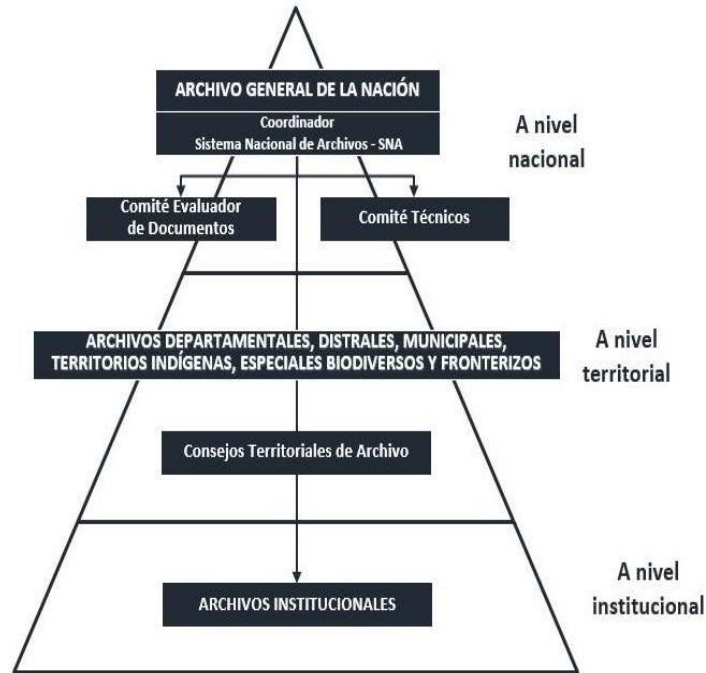 ARCHIVO GENERAL DE LA NACIÓN
Coordinador
Sistema Nacional de Archivos - SNA
A nivel
nacional
Comité Evaluador
de Documentos
Comité Técnicos
ARCHIVOS DEPARTAMENTALES, DISTRALES, MUNICIPALES,
TERRITORIOS INDÍGENAS, ESPECIALES BIODIVERSOS Y FRONTERIZOS
A nivel
territorial
Consejos Territoriales de Archivo
ARCHIVOS INSTITUCIONALES
A nivel
institucional